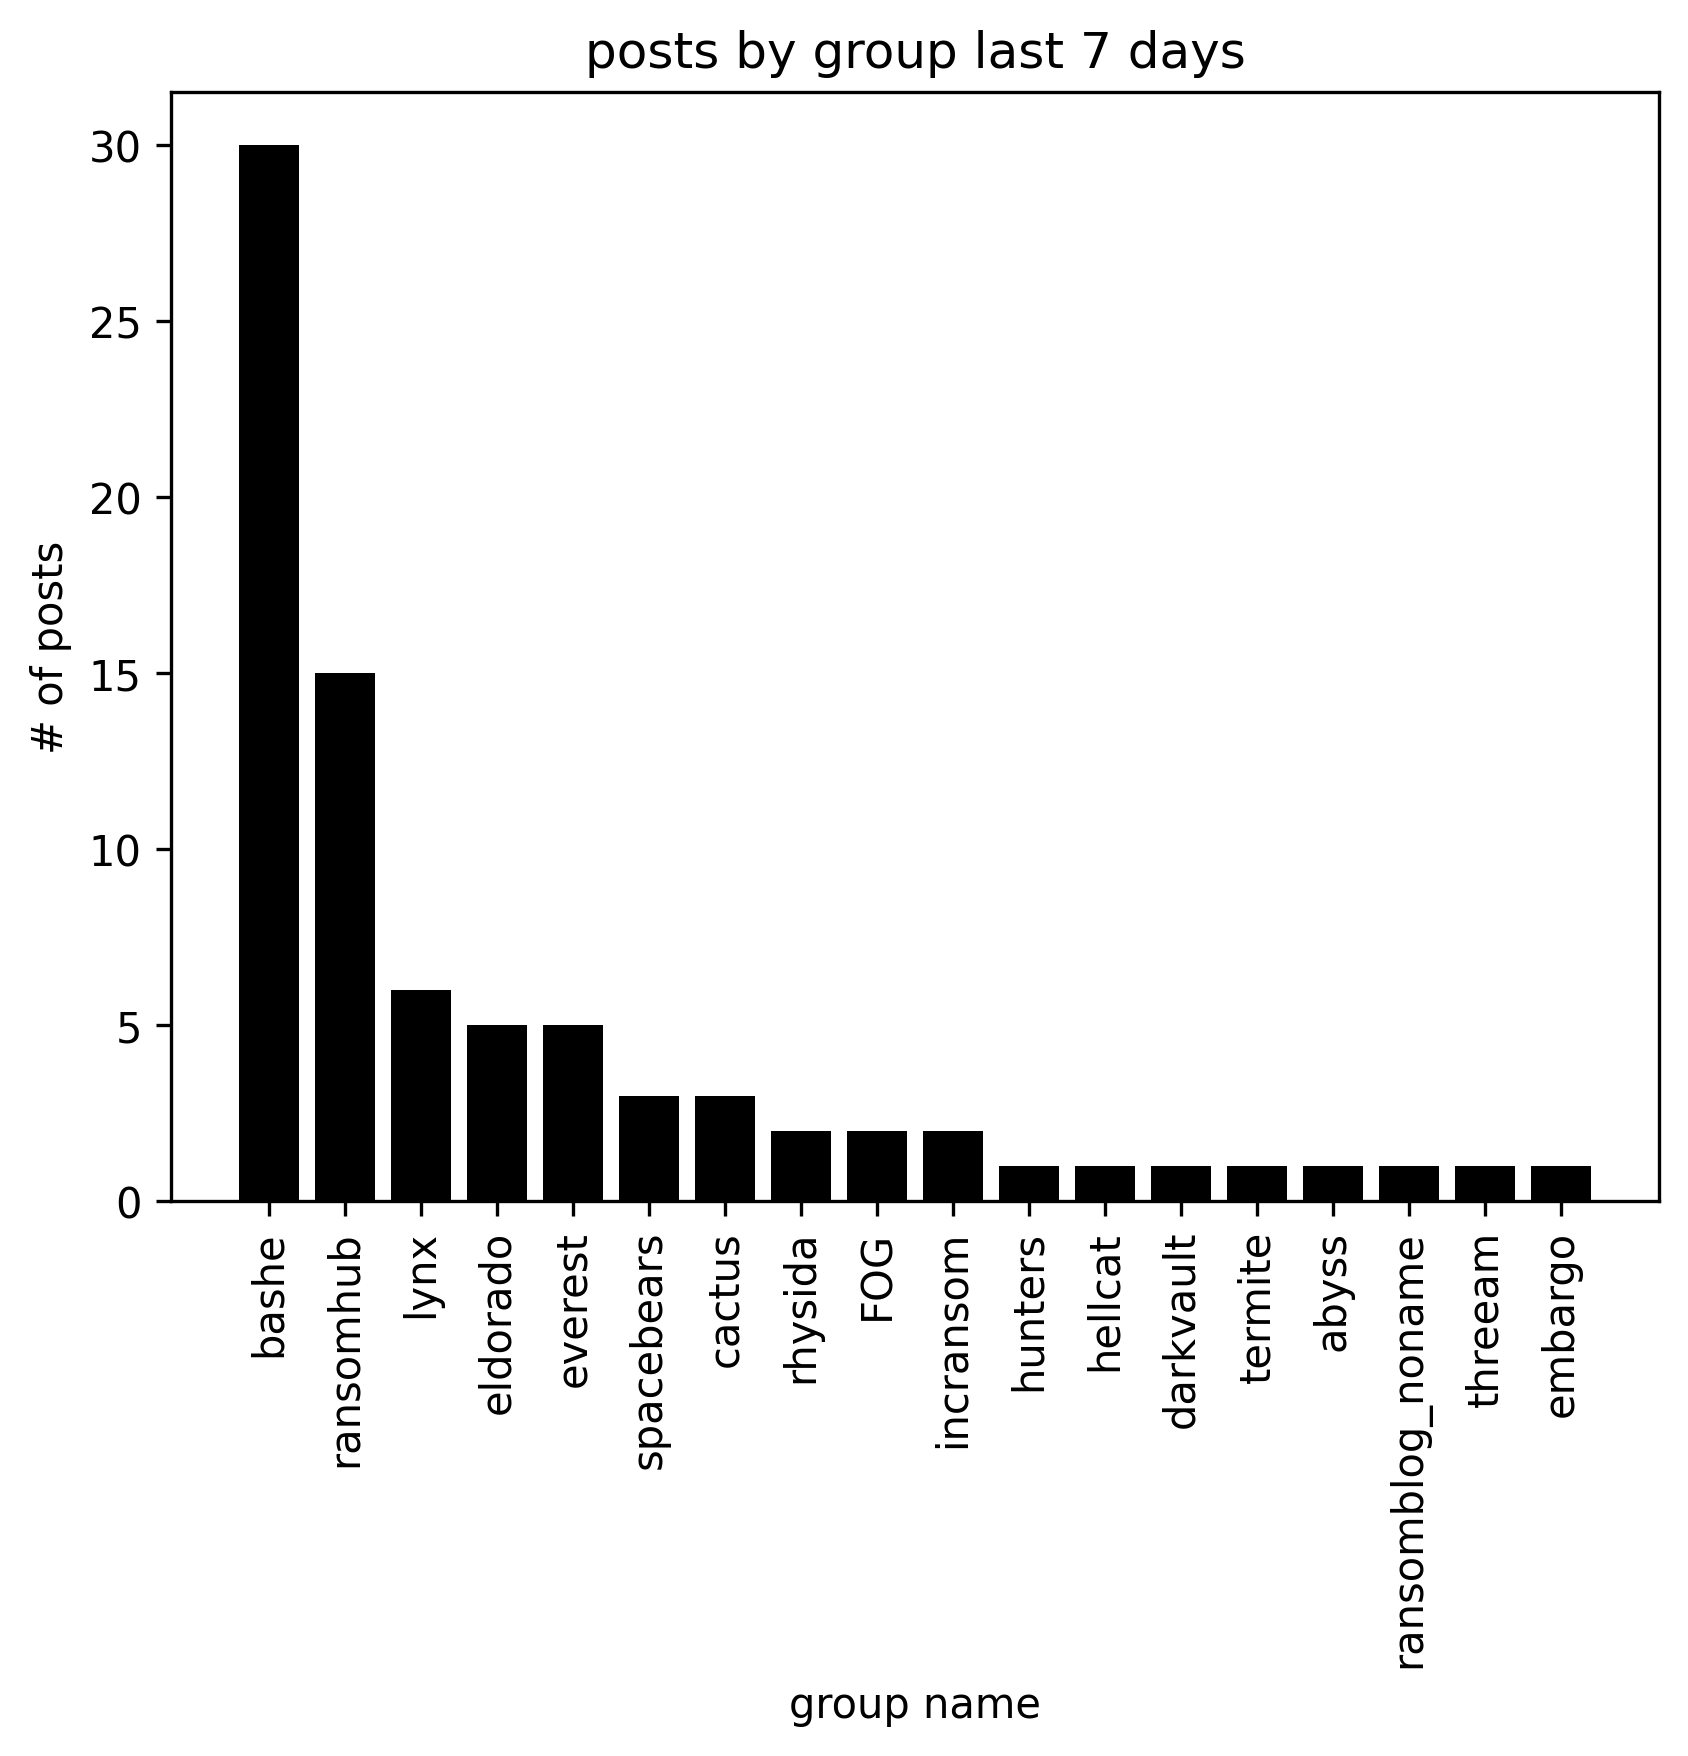 posts by group last 7 days
# of posts
30
25
20
15
10
5
0
bashe
ransomhub
lynx
eldorado
everest
spacebears
cactus
rhysida
FOG
incransom
hunters
hellcat
darkvault
termite
abyss
ransomblog_noname
threeam
embargo
group name